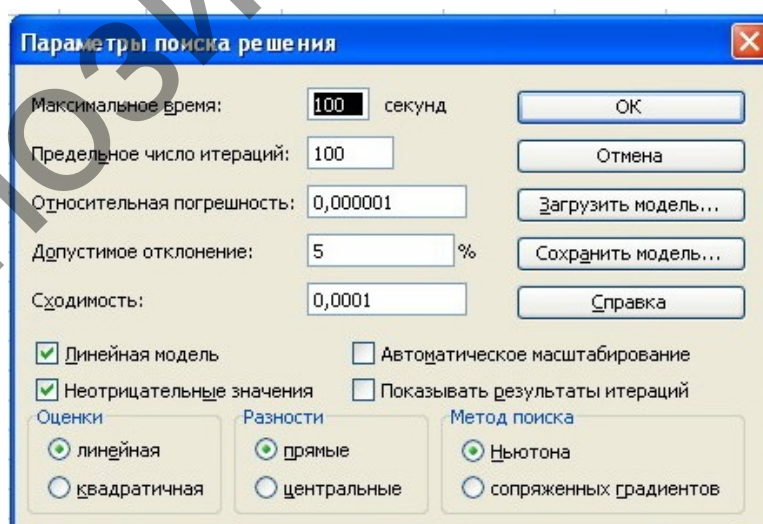 Параметры поиска решения
Максимальное время: 100 секунд ОК
Предельное число итераций: 100 Отмена
Относительная погрешность: 0,000001 Загрузить модель...
Допустимое отклонение: 5 % Сохранить модель...
Сходимость: 0,0001 Справка
Линейная модель Автоматическое масштабирование
Неотрицательные значения Показывать результаты итераций
Оценки Разности Метод поиска
линейная прямые Ньютона
квадратичная центральные сопряженных градиентов